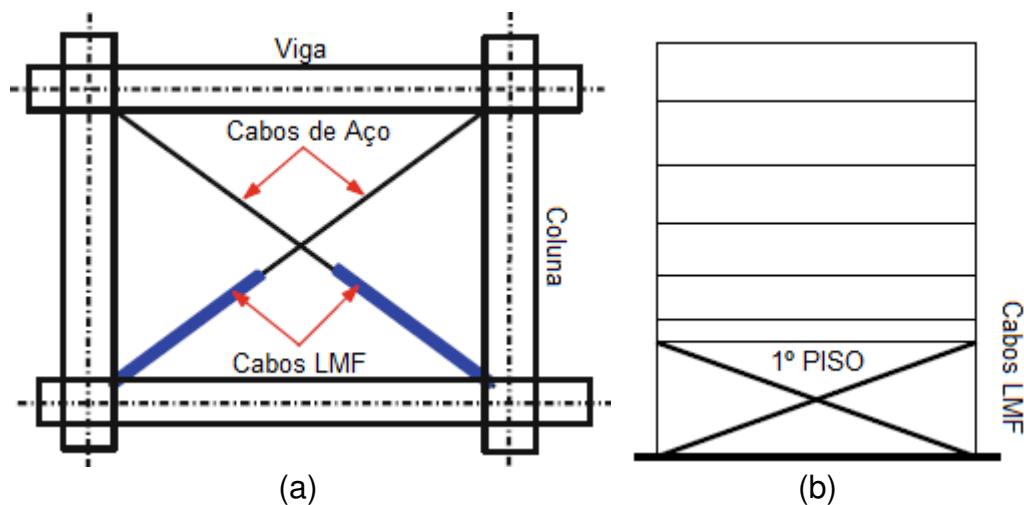 Viga
Cabos de Aço
Coluna
Cabos LMF
(a)
1º PISO
Cabos LMF
(b)